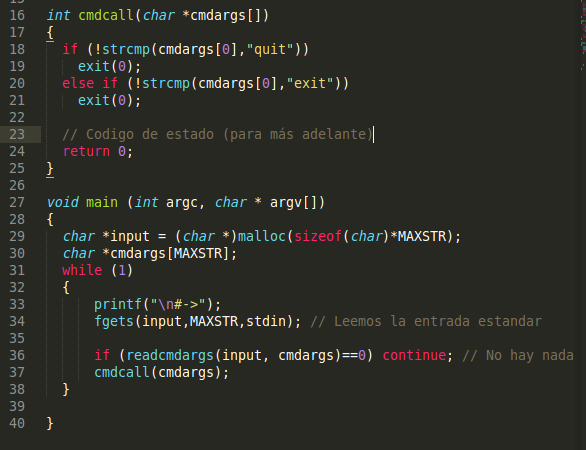 16 int cmdcall(char *cmdargs[])
17 {
18   if (!strcmp(cmdargs[0],"quit"))
19     exit(0);
20   else if (!strcmp(cmdargs[0],"exit"))
21     exit(0);
22
23   // Codigo de estado (para más adelante)
24   return 0;
25 }
26
27 void main (int argc, char * argv[])
28 {
29   char *input = (char *)malloc(sizeof(char)*MAXSTR);
30   char *cmdargs[MAXSTR];
31   while (1)
32   {
33       printf("\n#->");
34       fgets(input,MAXSTR,stdin); // Leemos la entrada estandar
35
36       if (readcmdargs(input, cmdargs)==0) continue; // No hay nada
37       cmdcall(cmdargs);
38   }
39
40 }